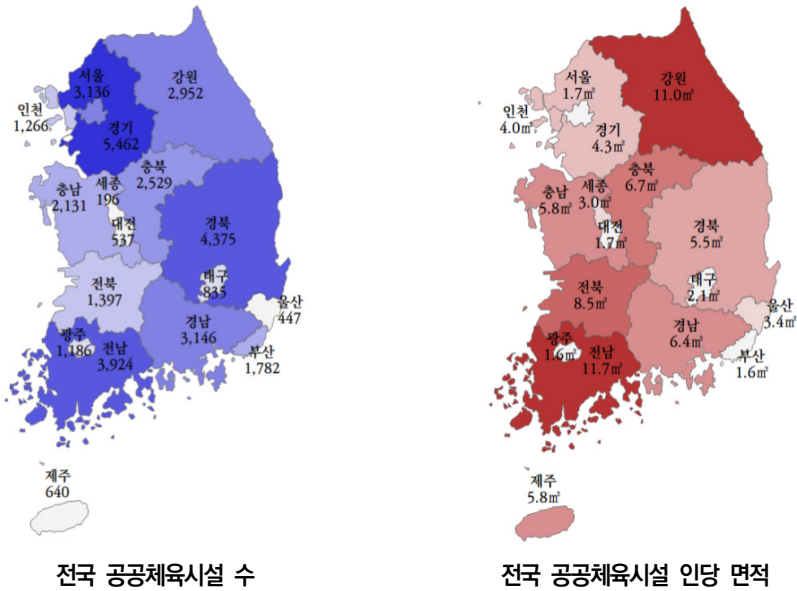 서울
3,136
강원
2,952
인천
1,266
경기
5,462
충북
2,529
충남
2,131
세종
196
대전
537
경북
4,375
전북
1,397
대구
835
울산
447
경남
3,146
광주
1,186
전남
3,924
부산
1,782
제주
640
전국 공공체육시설 수
서울
1.7㎡
강원
11.0㎡
인천
4.0㎡
경기
4.3㎡
충북
6.7㎡
충남
5.8㎡
세종
3.0㎡
대전
1.7㎡
경북
5.5㎡
전북
8.5㎡
대구
2.1㎡
울산
3.4㎡
경남
6.4㎡
광주
1.6㎡
전남
11.7㎡
부산
1.6㎡
제주
5.8㎡
전국 공공체육시설 인당 면적